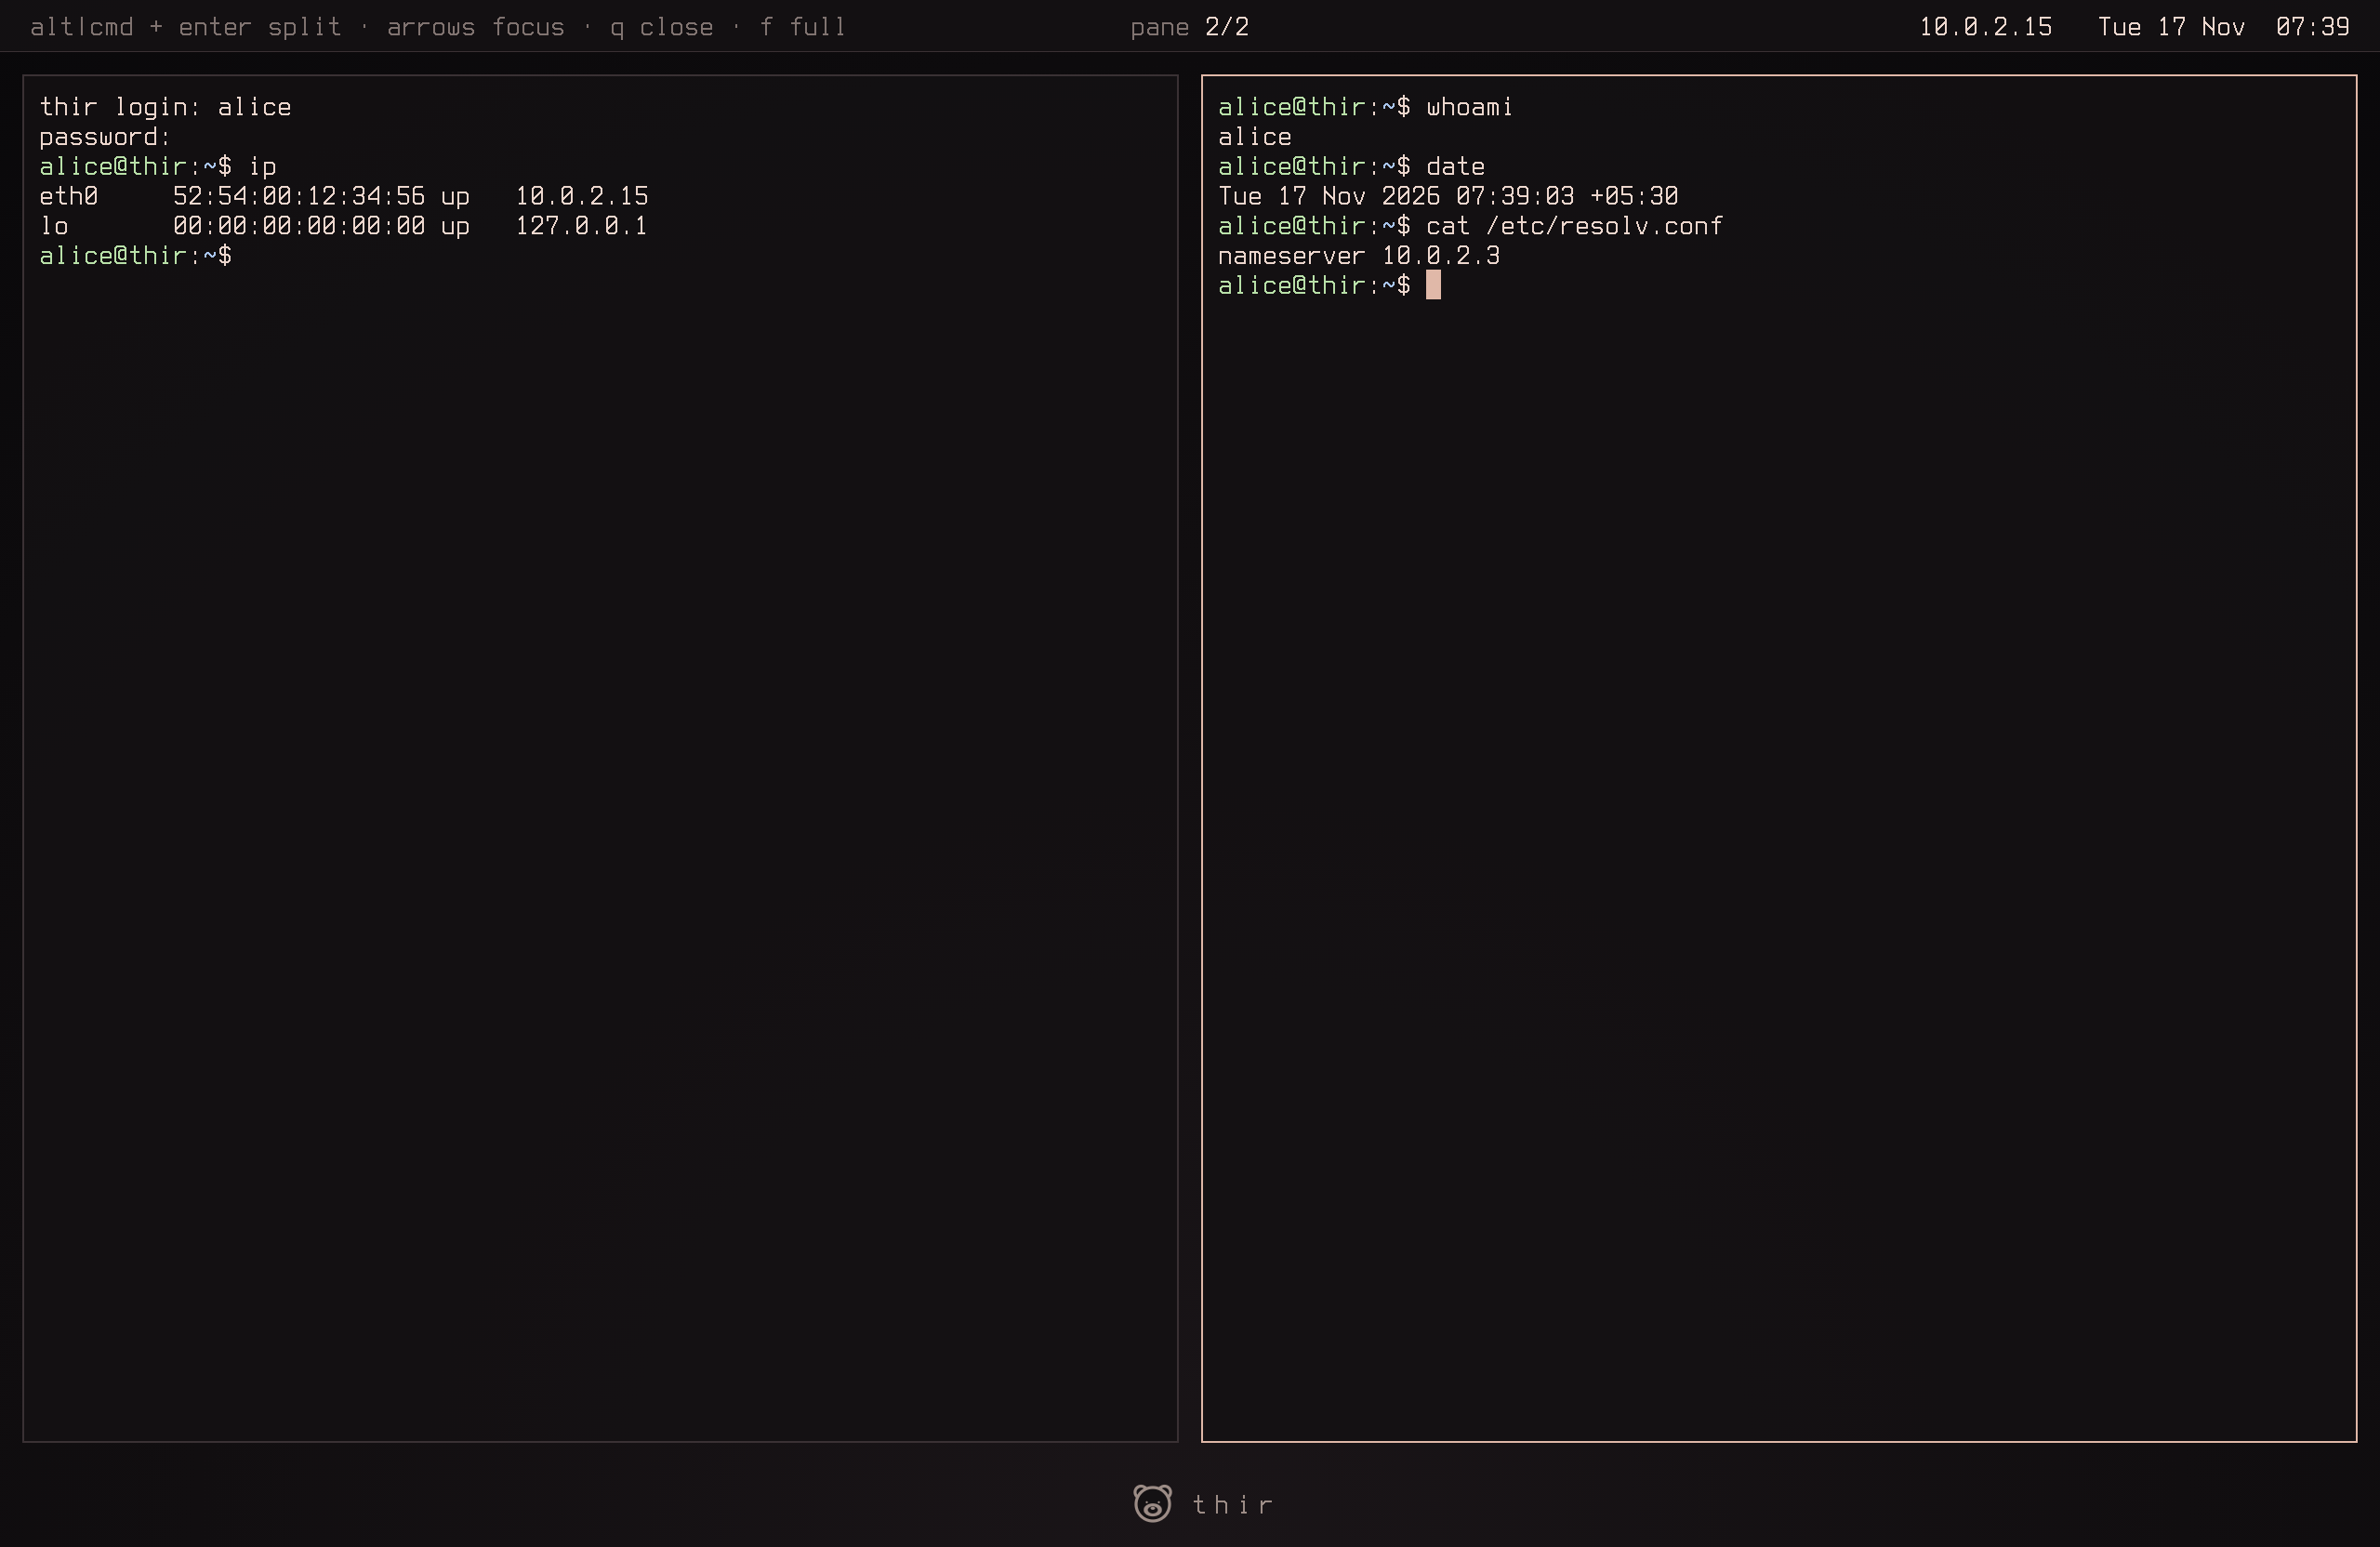 alt|cmd + enter split · arrows focus · q close · f full
pane 2/2
10.0.2.15 Tue 17 Nov 07:39
thir login: alice
password:
alice@thir:~$ ip
eth0 52:54:00:12:34:56 up 10.0.2.15
lo 00:00:00:00:00:00 up 127.0.0.1
alice@thir:~$
alice@thir:~$ whoami
alice
alice@thir:~$ date
Tue 17 Nov 2026 07:39:03 +05:30
alice@thir:~$ cat /etc/resolv.conf
nameserver 10.0.2.3
alice@thir:~$
thir